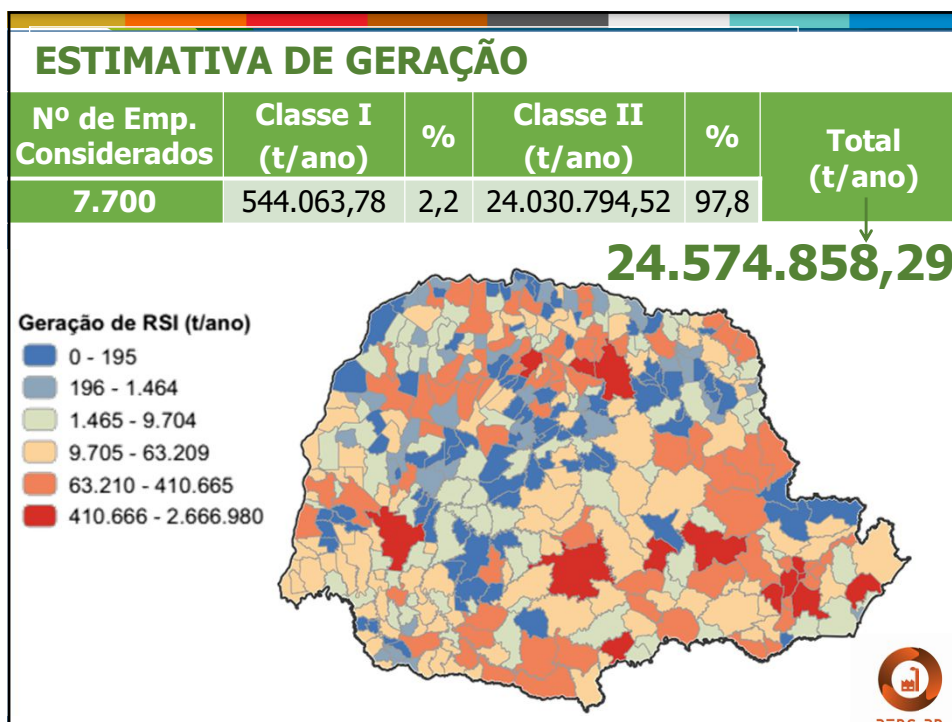 ESTIMATIVA DE GERAÇÃO
Nº de Emp. Considerados
Classe I (t/ano)
%
Classe II (t/ano)
%
Total (t/ano)
7.700
544.063,78
2,2
24.030.794,52
97,8
24.574.858,29
Geração de RSI (t/ano)
0 - 195
196 - 1.464
1.465 - 9.704
9.705 - 63.209
63.210 - 410.665
410.666 - 2.666.980